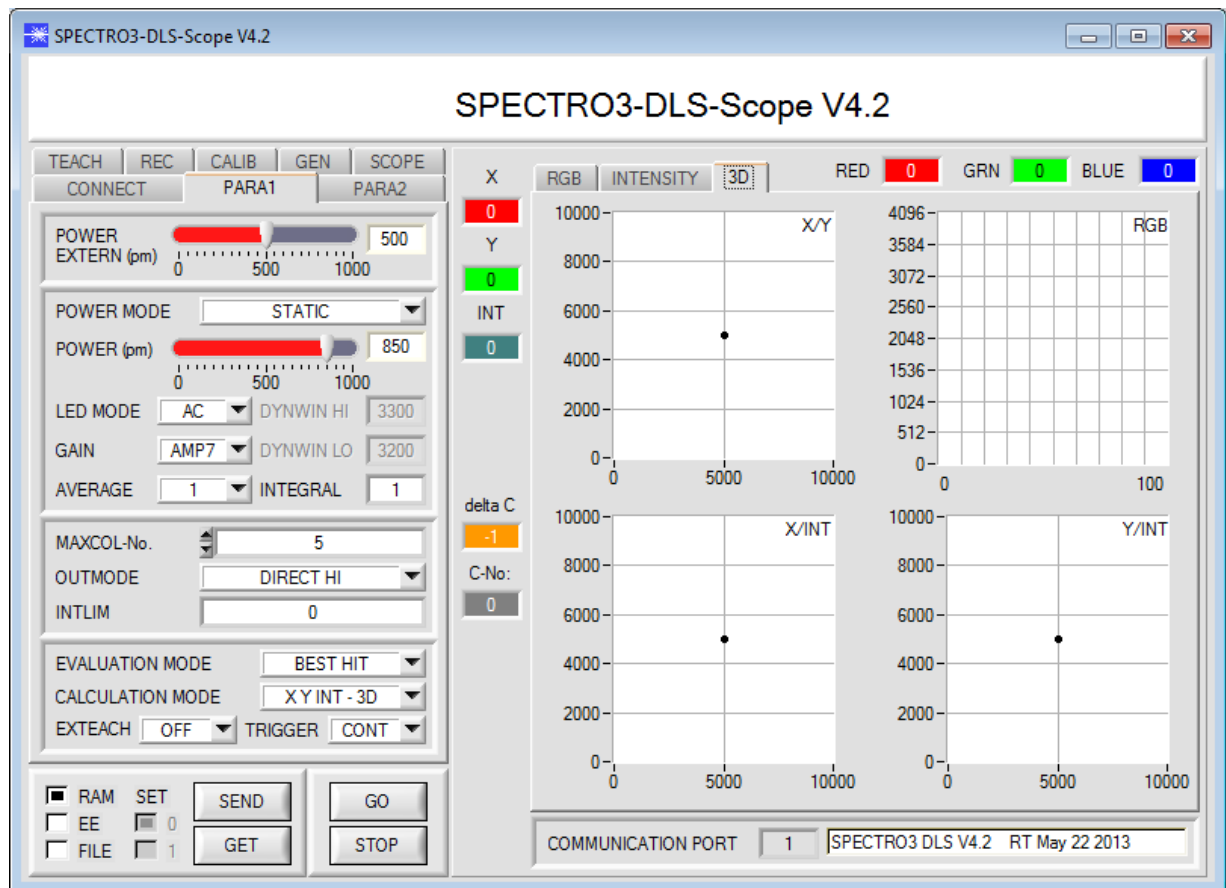 SPECTRO3-DLS-Scope V4.2
SPECTRO3-DLS-Scope V4.2
TEACH REC CALIB GEN SCOPE
CONNECT PARA1 PARA2
POWER
EXTERN (pm)
500
0 500 1000
POWER MODE STATIC
POWER (pm) 850
0 500 1000
LED MODE AC DYNWIN HI 3300
GAIN AMP7 DYNWIN LO 3200
AVERAGE 1 INTEGRAL 1
MAXCOL-No. 5
OUTMODE DIRECT HI
INTLIM 0
EVALUATION MODE BEST HIT
CALCULATION MODE X Y INT - 3D
EXTEACH OFF TRIGGER CONT
RAM SET
EE 0
FILE 1
SEND
GET
GO
STOP
X
0
Y
0
INT
0
delta C
-1
C-No:
0
RGB INTENSITY 3D
RED 0 GRN 0 BLUE 0
X/Y
10000
8000
6000
4000
2000
0
0 5000 10000
RGB
4096
3584
3072
2560
2048
1536
1024
512
0
0 100
X/INT
10000
8000
6000
4000
2000
0
0 5000 10000
Y/INT
10000
8000
6000
4000
2000
0
0 5000 10000
COMMUNICATION PORT 1 SPECTRO3 DLS V4.2 RT May 22 2013